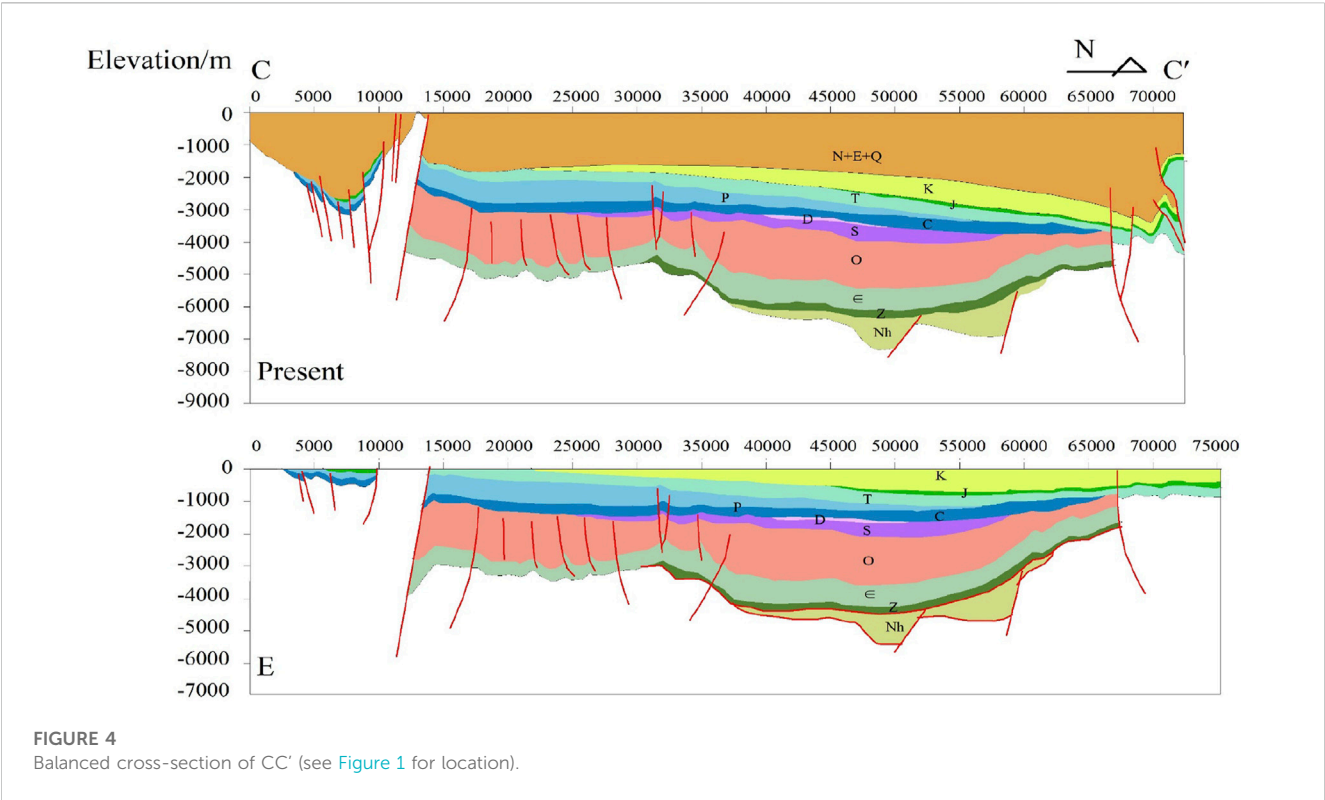 Elevation/m C N C′
0 5000 10000 15000 20000 25000 30000 35000 40000 45000 50000 55000 60000 65000 70000
0
-1000
-2000
-3000
-4000
-5000
-6000
-7000
-8000
-9000
N+E+Q
K
P T J
D C
S
O
∈
Z
Nh
Present
0 5000 10000 15000 20000 25000 30000 35000 40000 45000 50000 55000 60000 65000 70000 75000
0
-1000
-2000
-3000
-4000
-5000
-6000
-7000
K
T J
P D C
S
O
∈
Z
Nh
E
FIGURE 4
Balanced cross-section of CC′ (see Figure 1 for location).